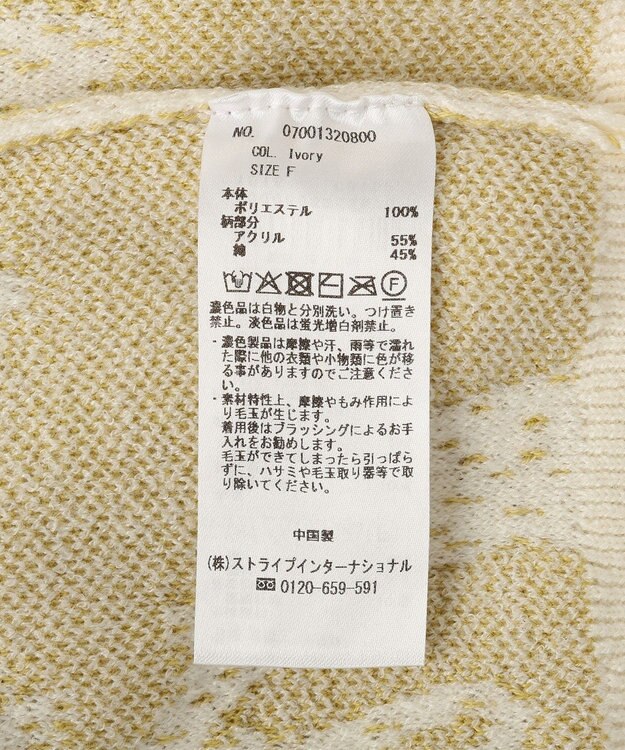 NO. 07001320800
COL. Ivory
SIZE F
本体
ポリエステル 100%
柄部分
アクリル 55%
綿 45%
F
濃色品は白物と分別洗い。つけ置き
禁止。淡色品は蛍光増白剤禁止。
・濃色製品は摩擦や汗、雨等で濡れ
た際に他の衣類や小物類に色が移
る事がありますのでご注意くださ
い。
・素材特性上、摩擦やもみ作用によ
り毛玉が生じます。
着用後はブラッシングによるお手
入れをお勧めします。
毛玉ができてしまったら引っぱら
ずに、ハサミや毛玉取り器等で取
り除いてください。
中国製
(株)ストライプインターナショナル
0120-659-591